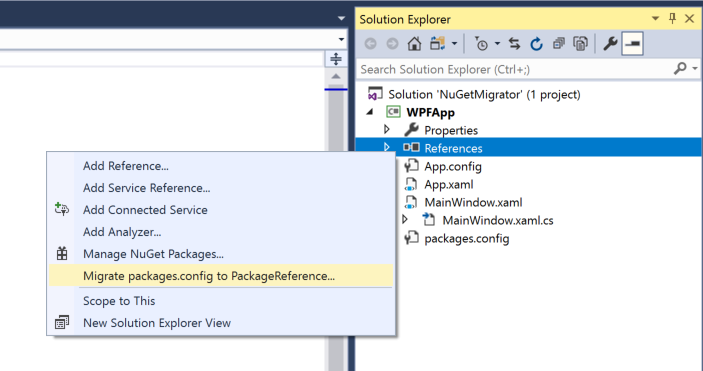 Solution Explorer
Search Solution Explorer (Ctrl+;)
Solution 'NuGetMigrator' (1 project)
C# WPFApp
Properties
References
App.config
App.xaml
MainWindow.xaml
MainWindow.xaml.cs
packages.config
Add Reference...
Add Service Reference...
Add Connected Service
Add Analyzer...
Manage NuGet Packages...
Migrate packages.config to PackageReference...
Scope to This
New Solution Explorer View